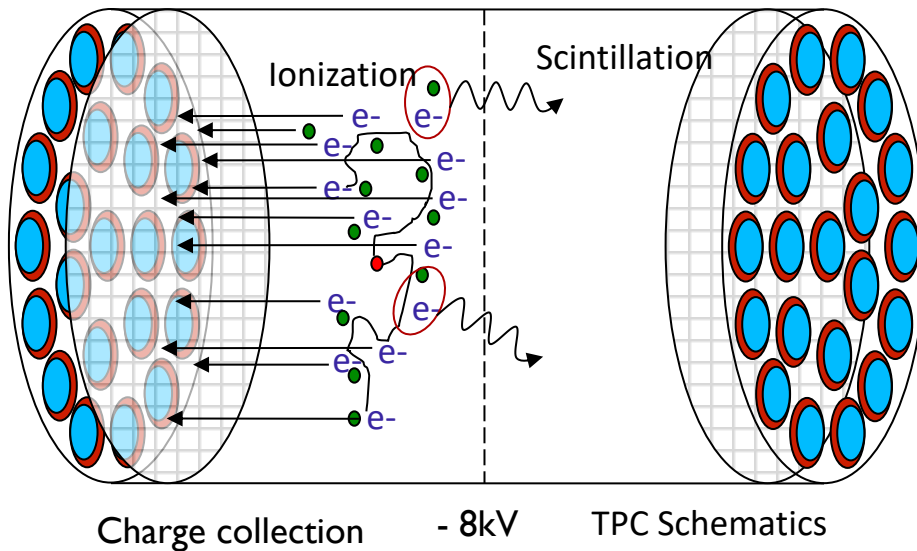 Ionization
Scintillation
e-
e-
e-
e-
e-
e-
e-
e-
e-
e-
e-
e-
e-
Charge collection
- 8kV
TPC Schematics